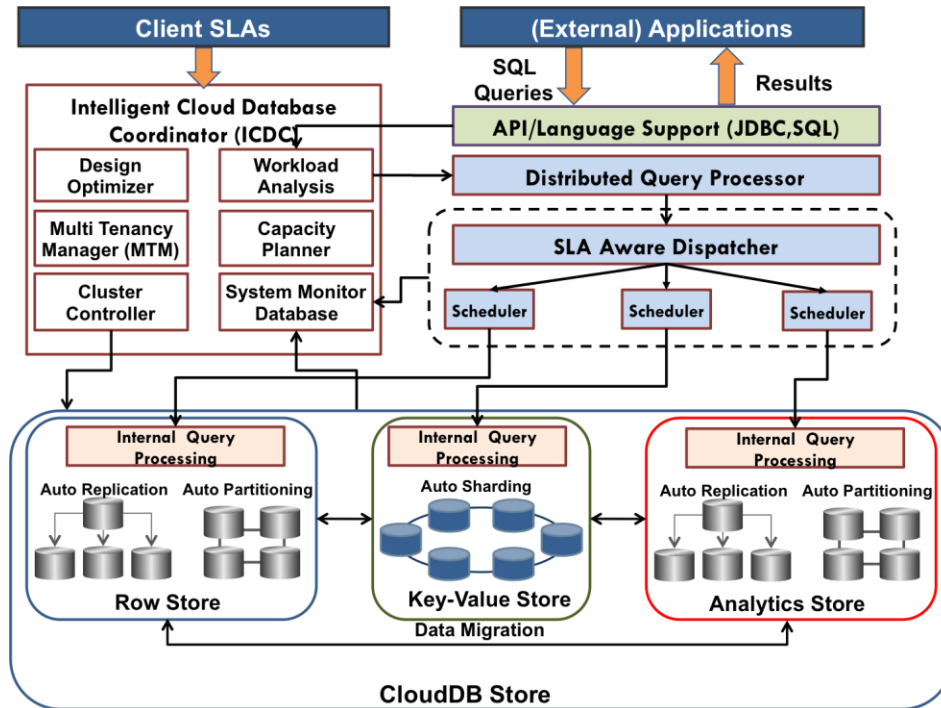 Client SLAs
(External) Applications
SQL
Queries
Results
Intelligent Cloud Database
Coordinator (ICDC)
API/Language Support (JDBC,SQL)
Design
Optimizer
Workload
Analysis
Distributed Query Processor
Multi Tenancy
Manager (MTM)
Capacity
Planner
SLA Aware Dispatcher
Cluster
Controller
System Monitor
Database
Scheduler
Scheduler
Scheduler
Internal Query
Processing
Internal Query
Processing
Internal Query
Processing
Auto Replication
Auto Partitioning
Auto Sharding
Auto Replication
Auto Partitioning
Row Store
Key-Value Store
Analytics Store
Data Migration
CloudDB Store